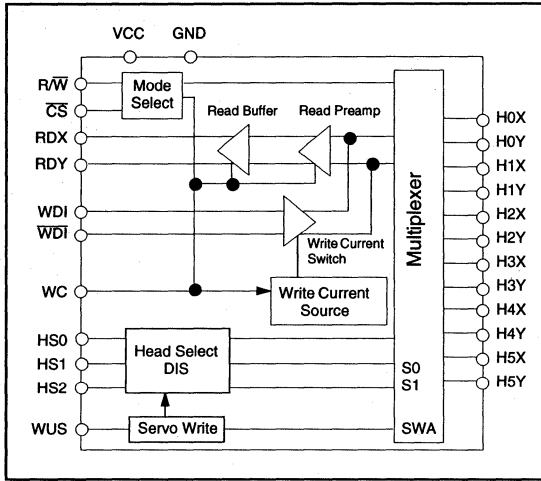 VCC
GND
R/W̅
C̅S̅
RDX
RDY
WDI
W̅D̅I̅
WC
HS0
HS1
HS2
WUS
Mode
Select
Read Buffer
Read Preamp
Write Current
Switch
Write Current
Source
Head Select
DIS
Servo Write
Multiplexer
S0
S1
SWA
H0X
H0Y
H1X
H1Y
H2X
H2Y
H3X
H3Y
H4X
H4Y
H5X
H5Y